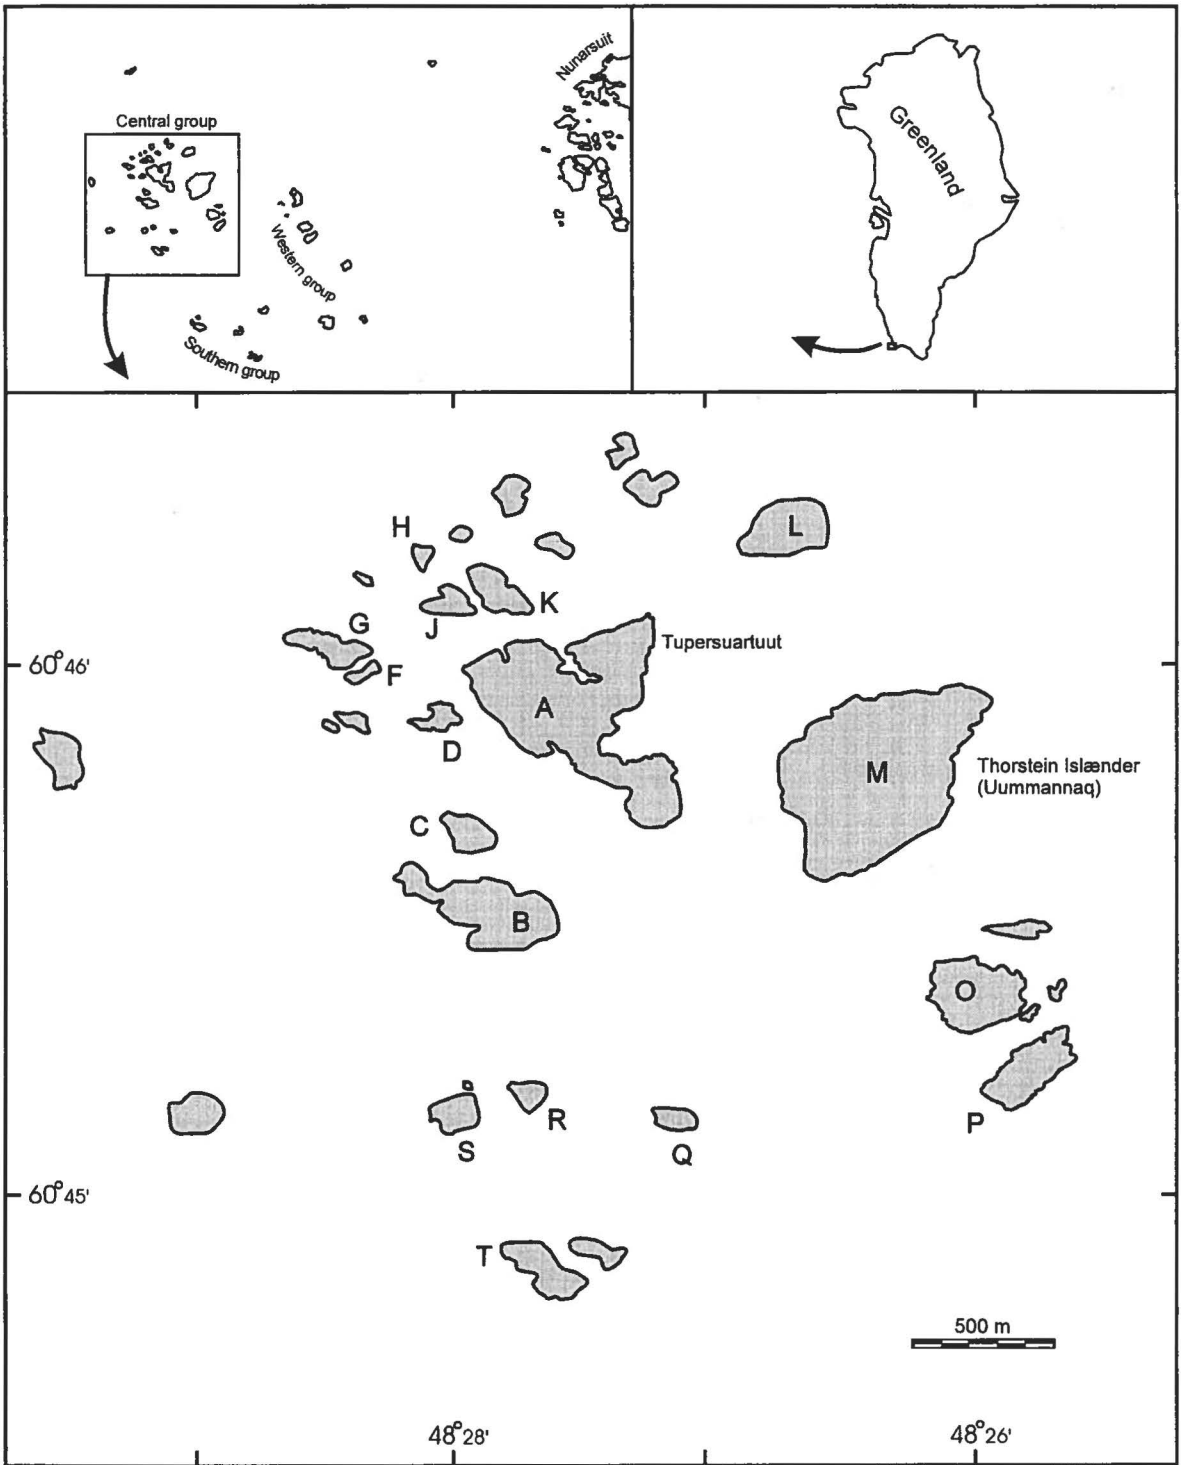 Nunarsuit
Central group
Western group
Southern group
Greenland
L
H
K
J
G
Tupersuartuut
F
A
D
M
Thorstein Islænder
(Uummannaq)
C
B
O
R
P
S
Q
T
60°46'
60°45'
500 m
48°28'
48°26'